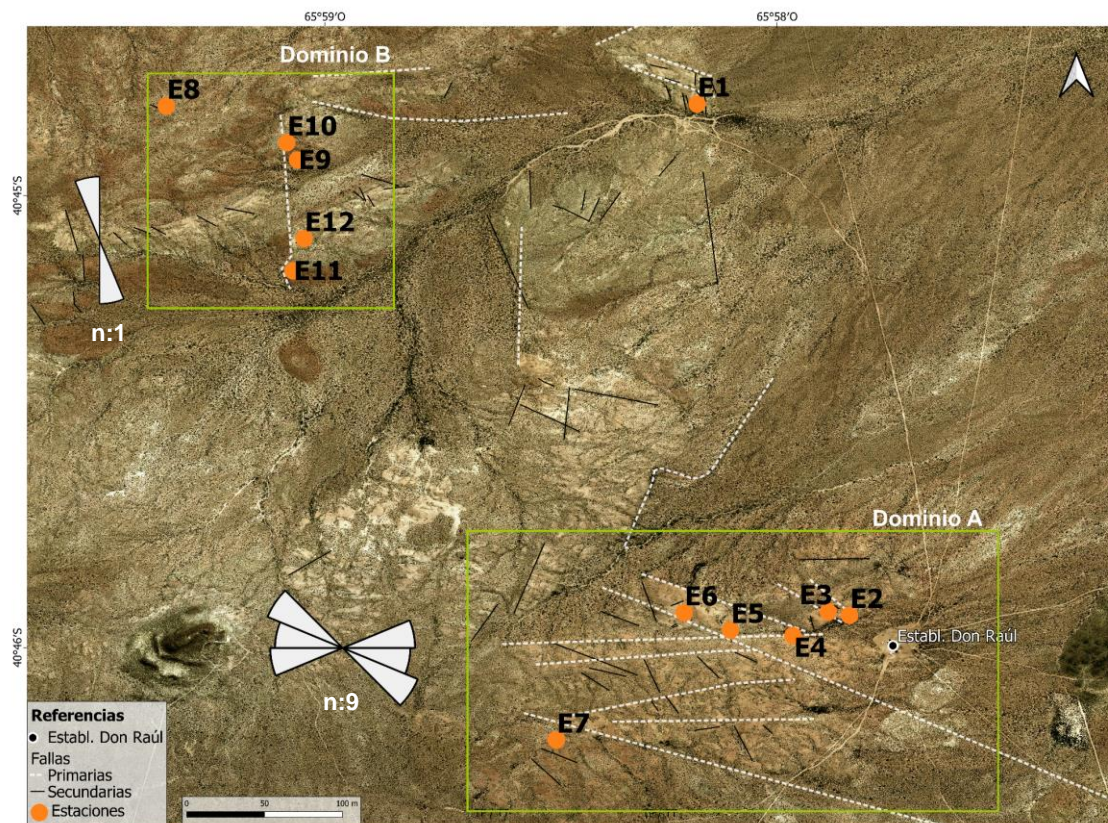 65°59'O
65°58'O
Dominio B
E8
E1
E10
E9
40°45'S
E12
E11
n:1
Dominio A
E6
E3
E2
E5
E4
Establ. Don Raúl
40°46'S
n:9
E7
Referencias
Establ. Don Raúl
Fallas
Primarias
Secundarias
Estaciones
0 50 100 m